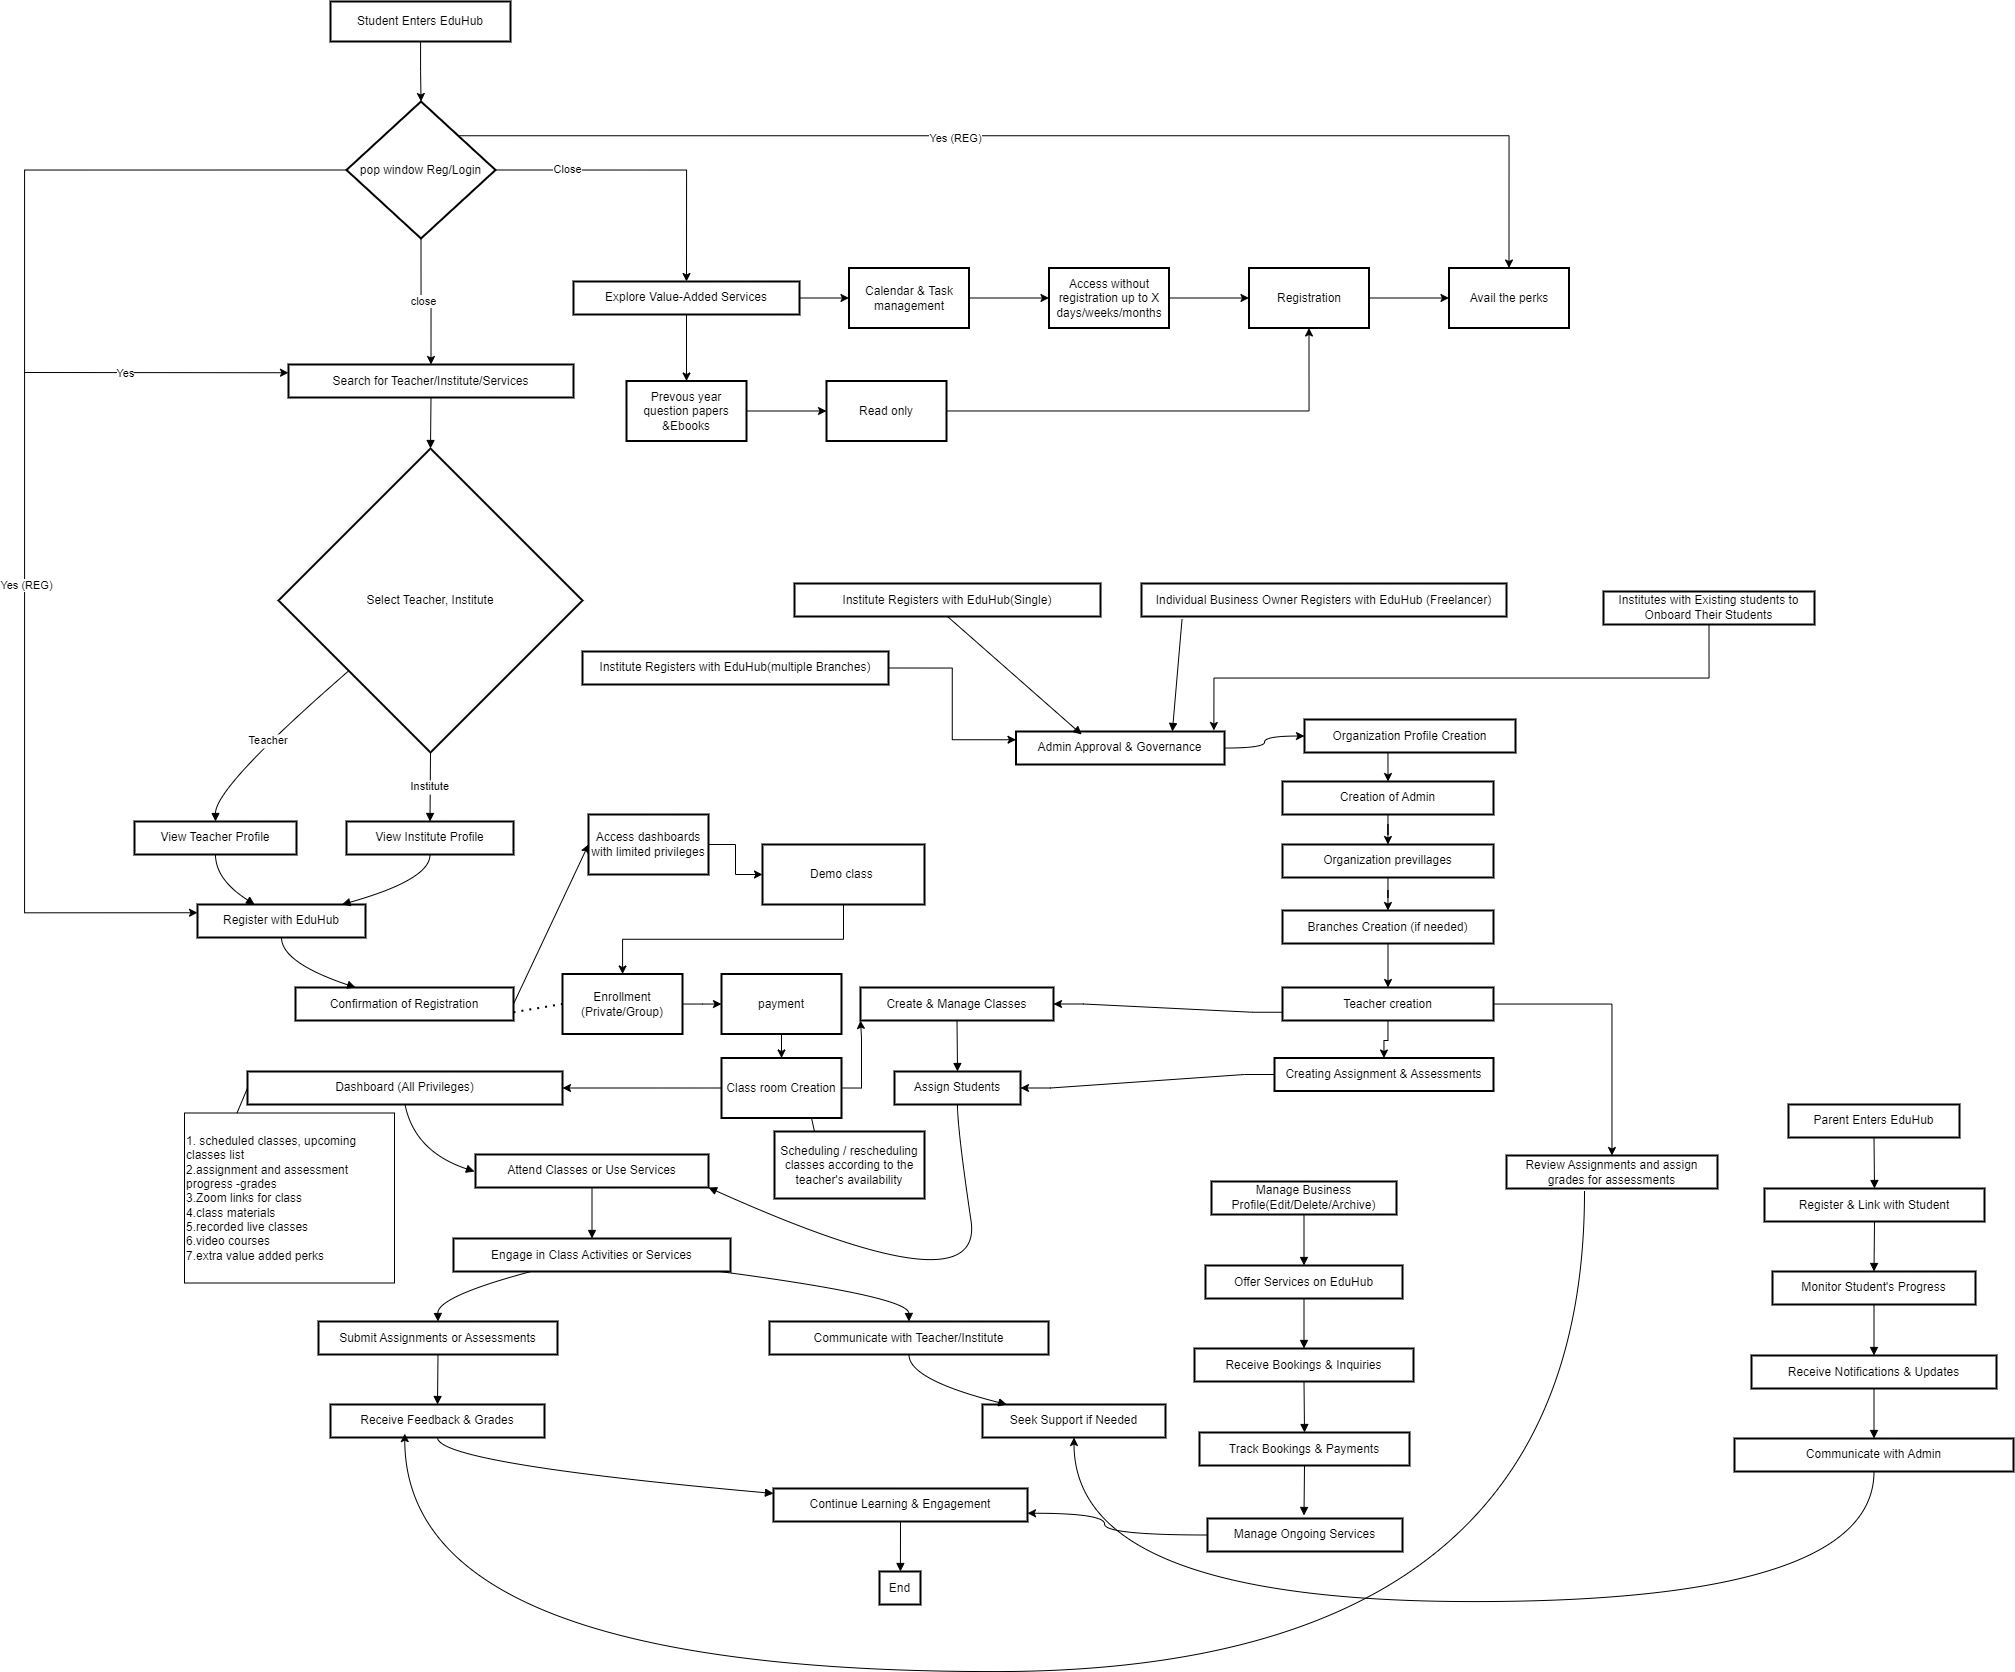 Student Enters EduHub
Yes (REG)
pop window Reg/Login
Close
close
Explore Value-Added Services
Calendar & Task
management
Access without
registration up to X
days/weeks/months
Registration
Avail the perks
Yes
Search for Teacher/Institute/Services
Prevous year
question papers
&Ebooks
Read only
Yes (REG)
Select Teacher, Institute
Institute Registers with EduHub(Single)
Individual Business Owner Registers with EduHub (Freelancer)
Institutes with Existing students to
Onboard Their Students
Institute Registers with EduHub(multiple Branches)
Teacher
Institute
Admin Approval & Governance
Organization Profile Creation
Creation of Admin
View Teacher Profile
View Institute Profile
Access dashboards
with limited privileges
Demo class
Organization previllages
Register with EduHub
Branches Creation (if needed)
Confirmation of Registration
Enrollment
(Private/Group)
payment
Create & Manage Classes
Teacher creation
Dashboard (All Privileges)
Class room Creation
Assign Students
Creating Assignment & Assessments
1. scheduled classes, upcoming
classes list
2.assignment and assessment
progress -grades
3.Zoom links for class
4.class materials
5.recorded live classes
6.video courses
7.extra value added perks
Attend Classes or Use Services
Scheduling / rescheduling
classes according to the
teacher's availability
Parent Enters EduHub
Review Assignments and assign
grades for assessments
Manage Business
Profile(Edit/Delete/Archive)
Register & Link with Student
Engage in Class Activities or Services
Offer Services on EduHub
Monitor Student's Progress
Submit Assignments or Assessments
Communicate with Teacher/Institute
Receive Bookings & Inquiries
Receive Notifications & Updates
Receive Feedback & Grades
Seek Support if Needed
Track Bookings & Payments
Communicate with Admin
Continue Learning & Engagement
Manage Ongoing Services
End